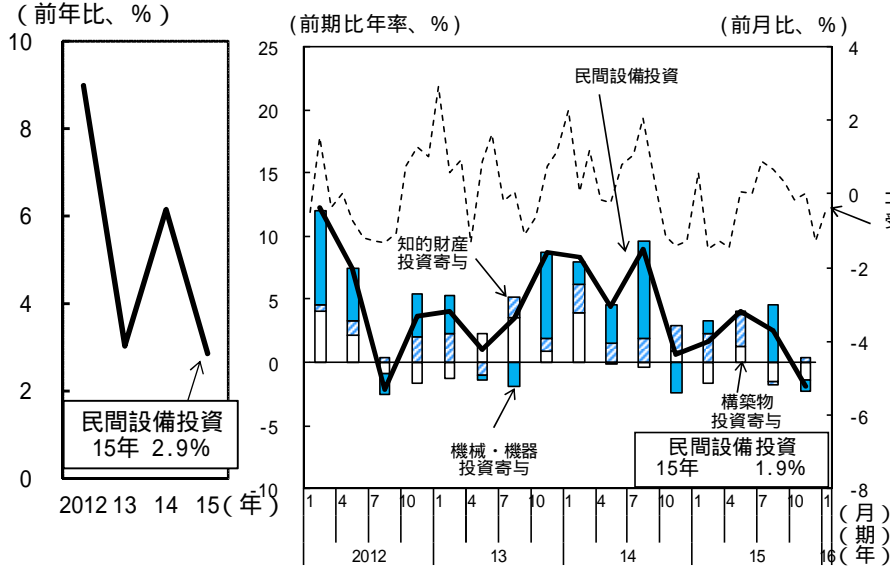 (前年比、%)
10
8
6
4
2
0
民間設備投資
15年 2.9%
2012 13 14 15(年)
(前期比年率、%)
(前月比、%)
25
20
15
10
5
0
-5
-10
4
2
0
-2
-4
-6
-8
民間設備投資
知的財産
投資寄与
機械・機器
投資寄与
構築物
投資寄与
民間設備投資
15年 1.9%
1 4 7 10 1 4 7 10 1 4 7 10 1 4 7 10 1
(月)
(期)
2012 13 14 15 16 (年)